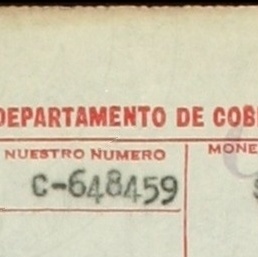 DEPARTAMENTO DE COB
NUESTRO NUMERO
MONE
C-648459